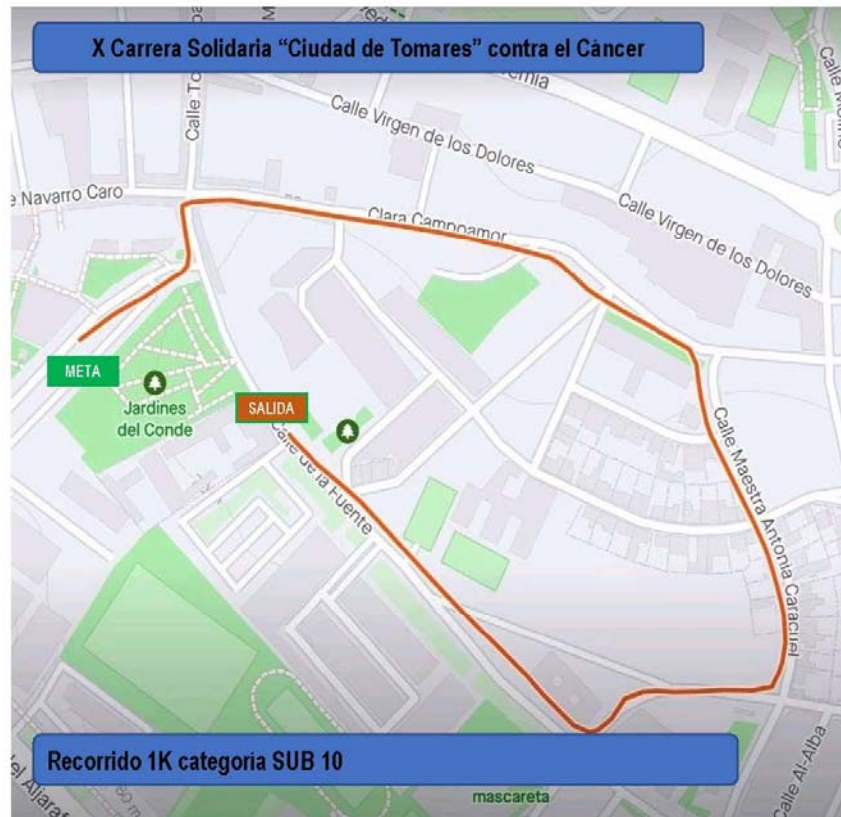 X Carrera Solidaria “Ciudad de Tomares” contra el Cáncer
Calle Virgen de los Dolores
Calle Virgen de los Dolores
Navarro Caro
Clara Campoamor
META
Jardines
del Conde
SALIDA
Calle de la Fuente
Calle Maestra Antonia Caracuel
Calle Al-Alba
Recorrido 1K categoría SUB 10
mascareta
60 m